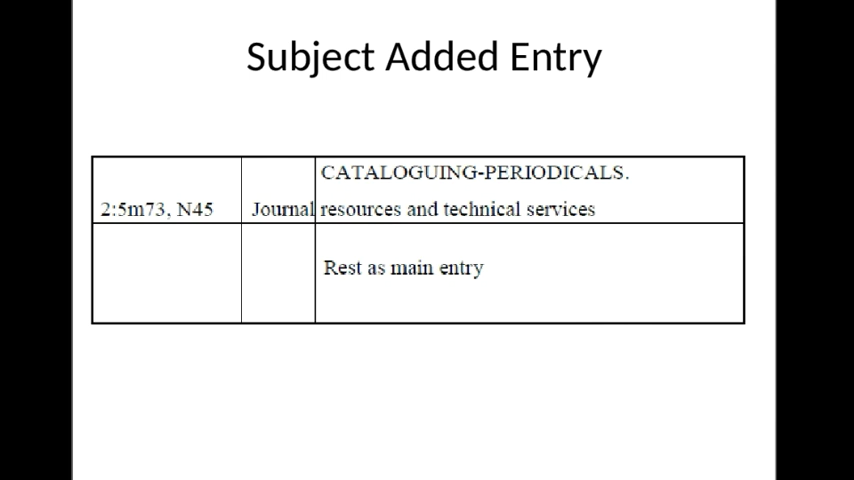 Subject Added Entry
CATALOGUING-PERIODICALS.
2:5m73, N45 Journal resources and technical services
Rest as main entry